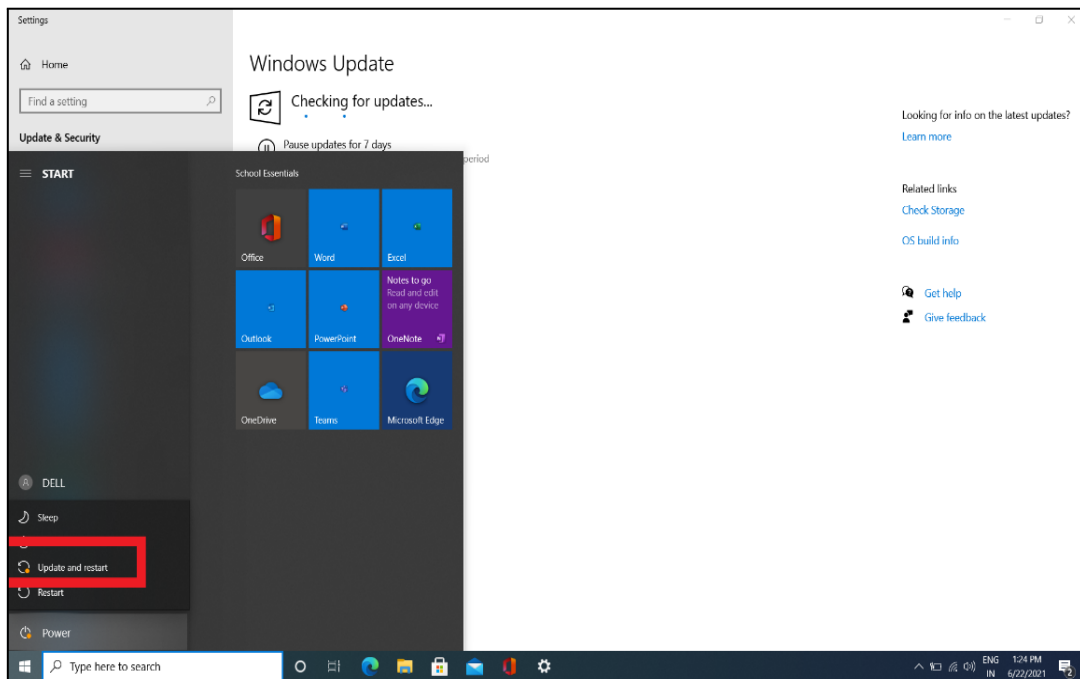 Settings
Home
Find a setting
Update & Security
Windows Update
Checking for updates...
Pause updates for 7 days
period
Looking for info on the latest updates?
Learn more
Related links
Check Storage
OS build info
Get help
Give feedback
START
DELL
Sleep
Update and restart
Restart
Power
School Essentials
Office
Word
Excel
Outlook
PowerPoint
Notes to go
Read and edit
on any device
OneNote
OneDrive
Teams
Microsoft Edge
Type here to search
ENG
IN
1:24 PM
6/22/2021
2